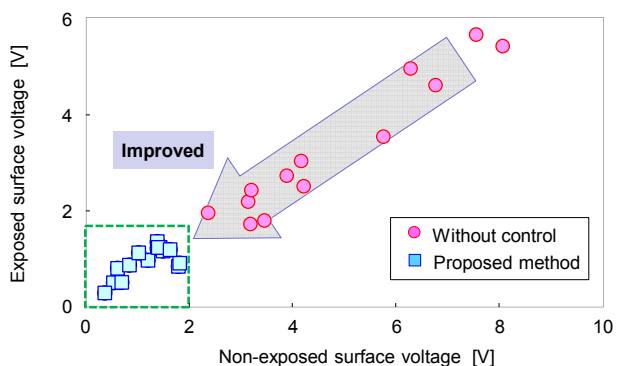 Exposed surface voltage [V]
6
4
2
0
Improved
Without control
Proposed method
0 2 4 6 8 10
Non-exposed surface voltage [V]